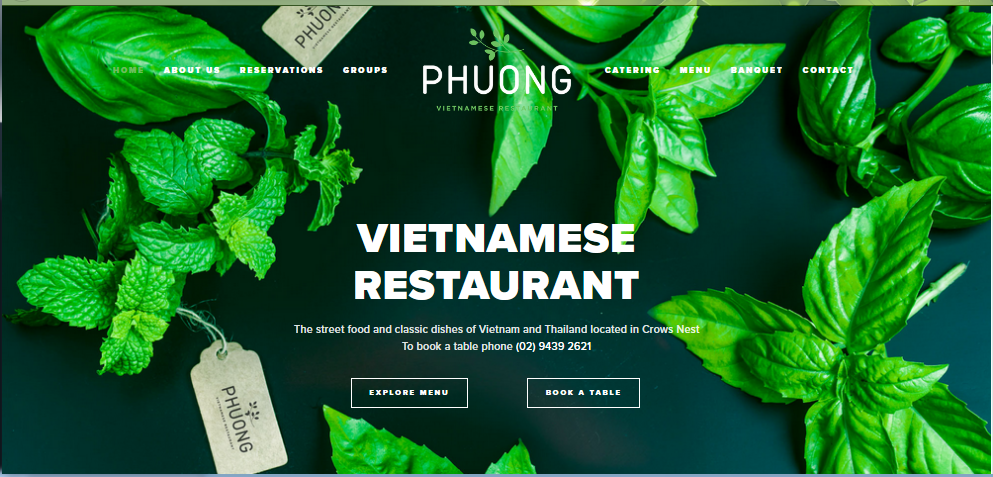 PHUONG
HOME ABOUT US RESERVATIONS GROUPS
PHUONG
VIETNAMESE RESTAURANT
CATERING MENU BANQUET CONTACT
VIETNAMESE
RESTAURANT
The street food and classic dishes of Vietnam and Thailand located in Crows Nest
To book a table phone (02) 9439 2621
EXPLORE MENU BOOK A TABLE
PHUONG